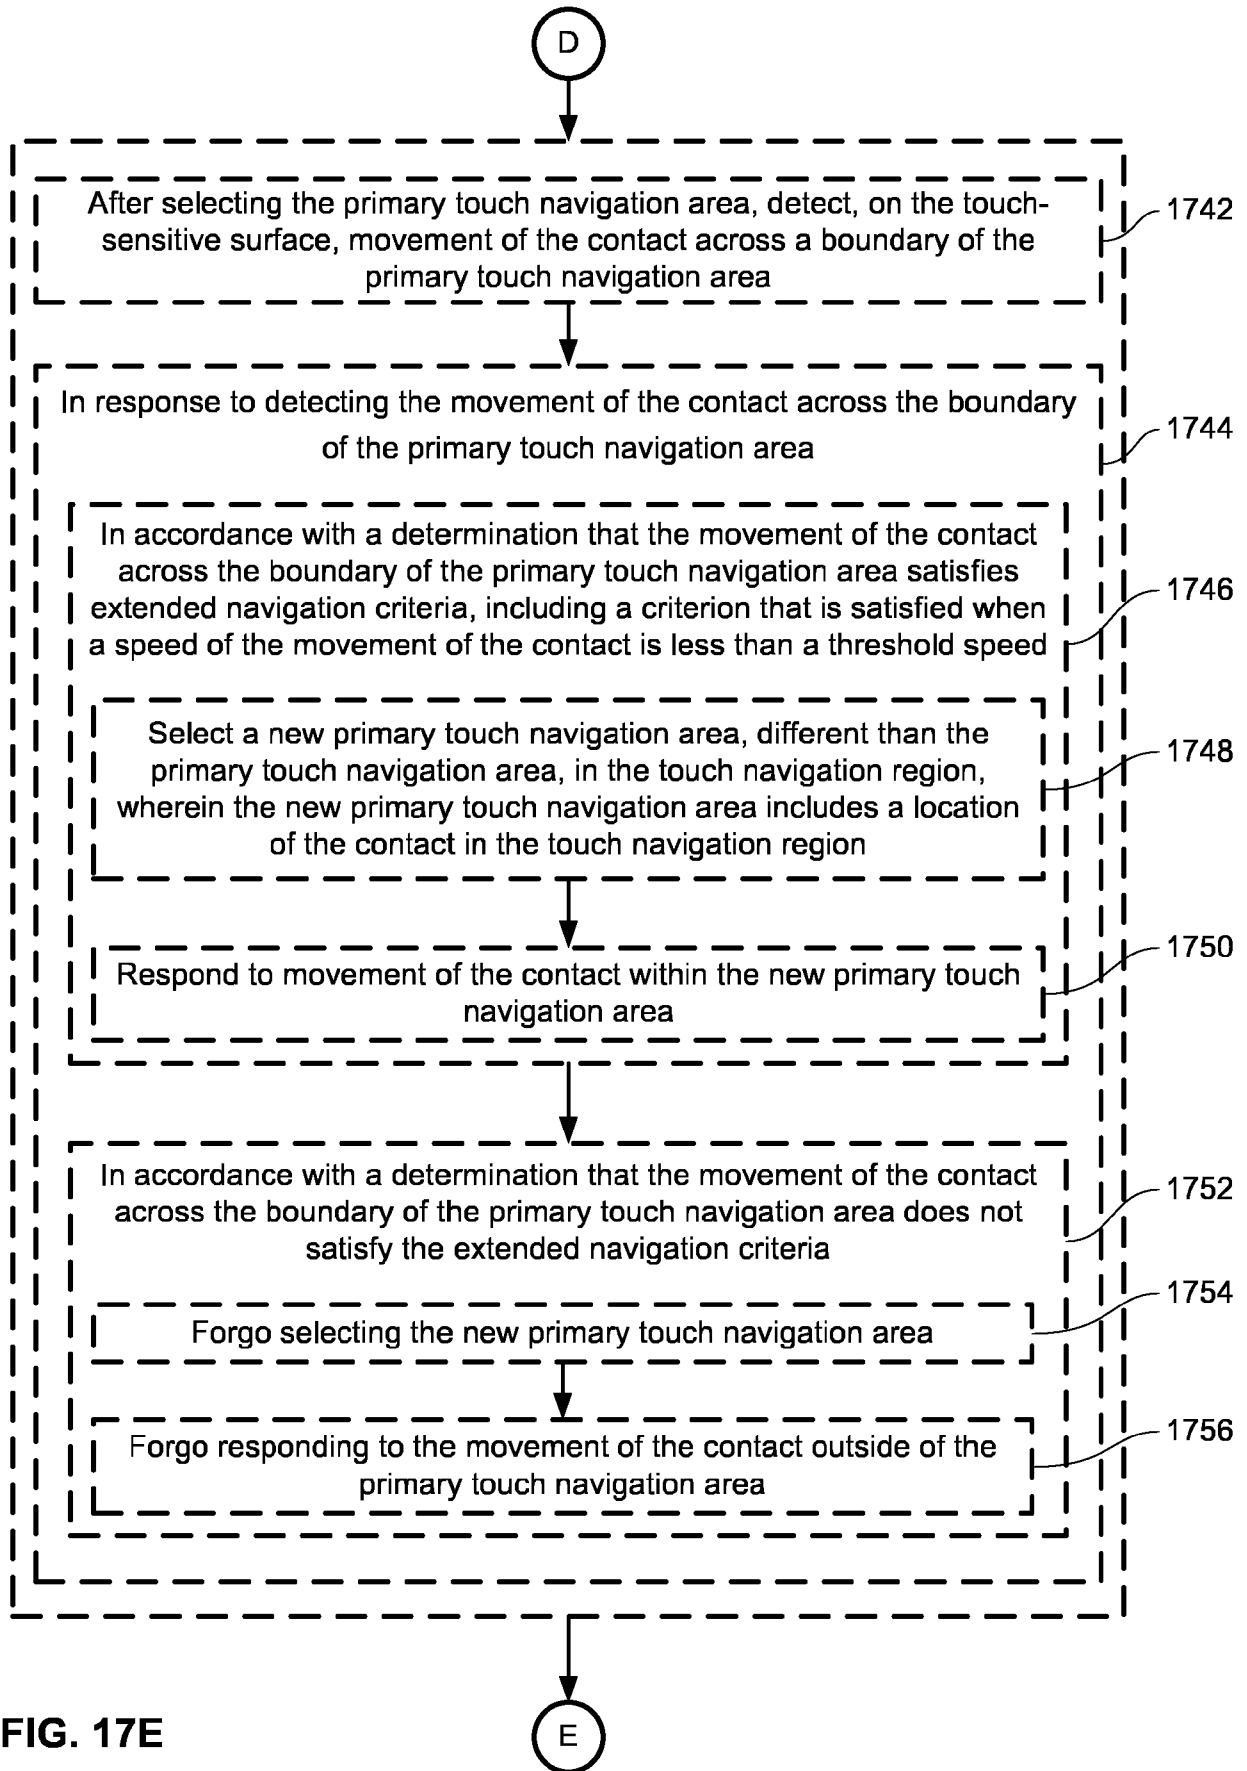 D
After selecting the primary touch navigation area, detect, on the touch-
sensitive surface, movement of the contact across a boundary of the
primary touch navigation area
1742
In response to detecting the movement of the contact across the boundary
of the primary touch navigation area
1744
In accordance with a determination that the movement of the contact
across the boundary of the primary touch navigation area satisfies
extended navigation criteria, including a criterion that is satisfied when
a speed of the movement of the contact is less than a threshold speed
1746
Select a new primary touch navigation area, different than the
primary touch navigation area, in the touch navigation region,
wherein the new primary touch navigation area includes a location
of the contact in the touch navigation region
1748
Respond to movement of the contact within the new primary touch
navigation area
1750
In accordance with a determination that the movement of the contact
across the boundary of the primary touch navigation area does not
satisfy the extended navigation criteria
1752
Forgo selecting the new primary touch navigation area
1754
Forgo responding to the movement of the contact outside of the
primary touch navigation area
1756
E
FIG. 17E